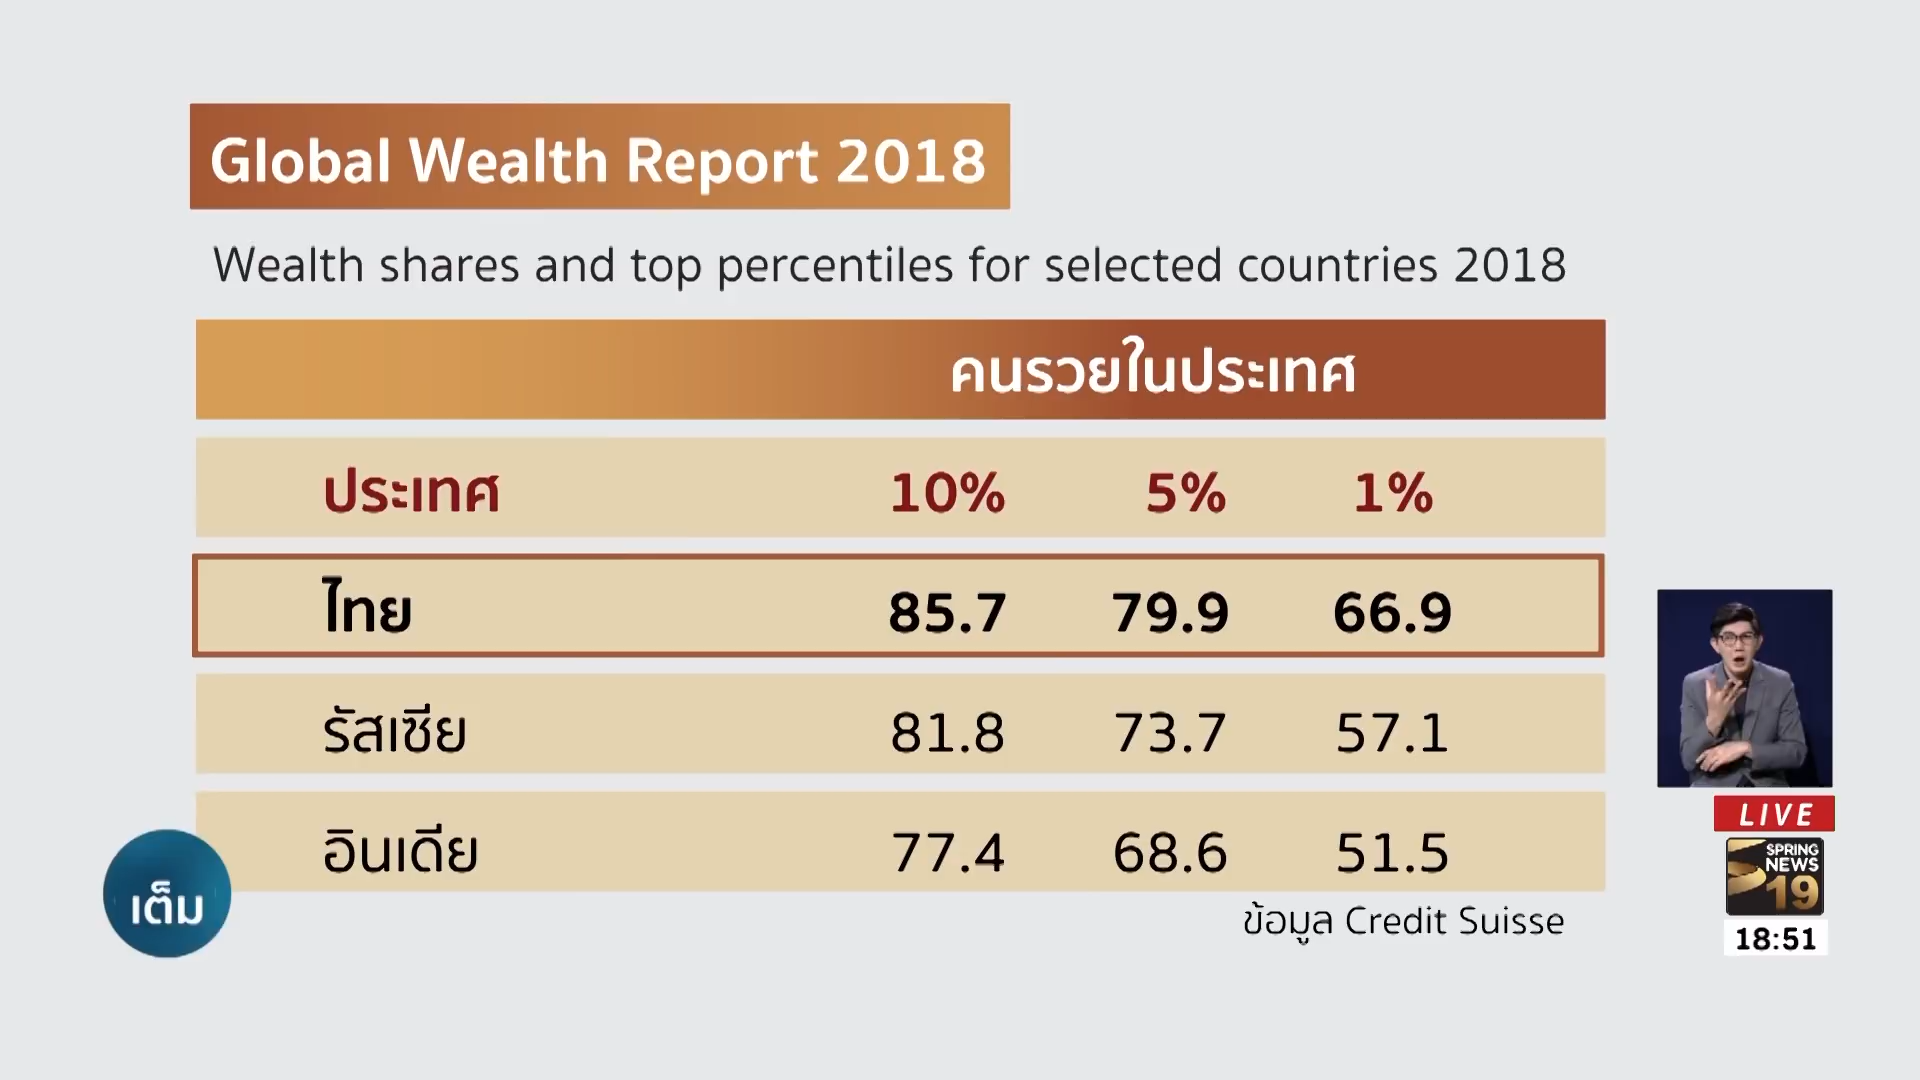 Global Wealth Report 2018
Wealth shares and top percentiles for selected countries 2018
คนรวยในประเทศ
ประเทศ 10% 5% 1%
ไทย 85.7 79.9 66.9
รัสเซีย 81.8 73.7 57.1
อินเดีย 77.4 68.6 51.5
ข้อมูล Credit Suisse
เต็ม
LIVE
SPRING
NEWS
19
18:51